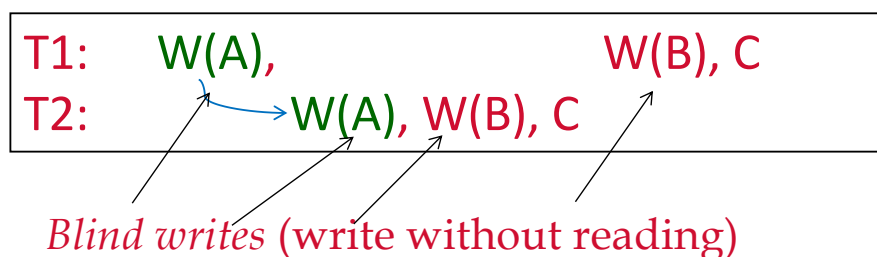 T1: W(A), W(B), C
T2: W(A), W(B), C
Blind writes (write without reading)